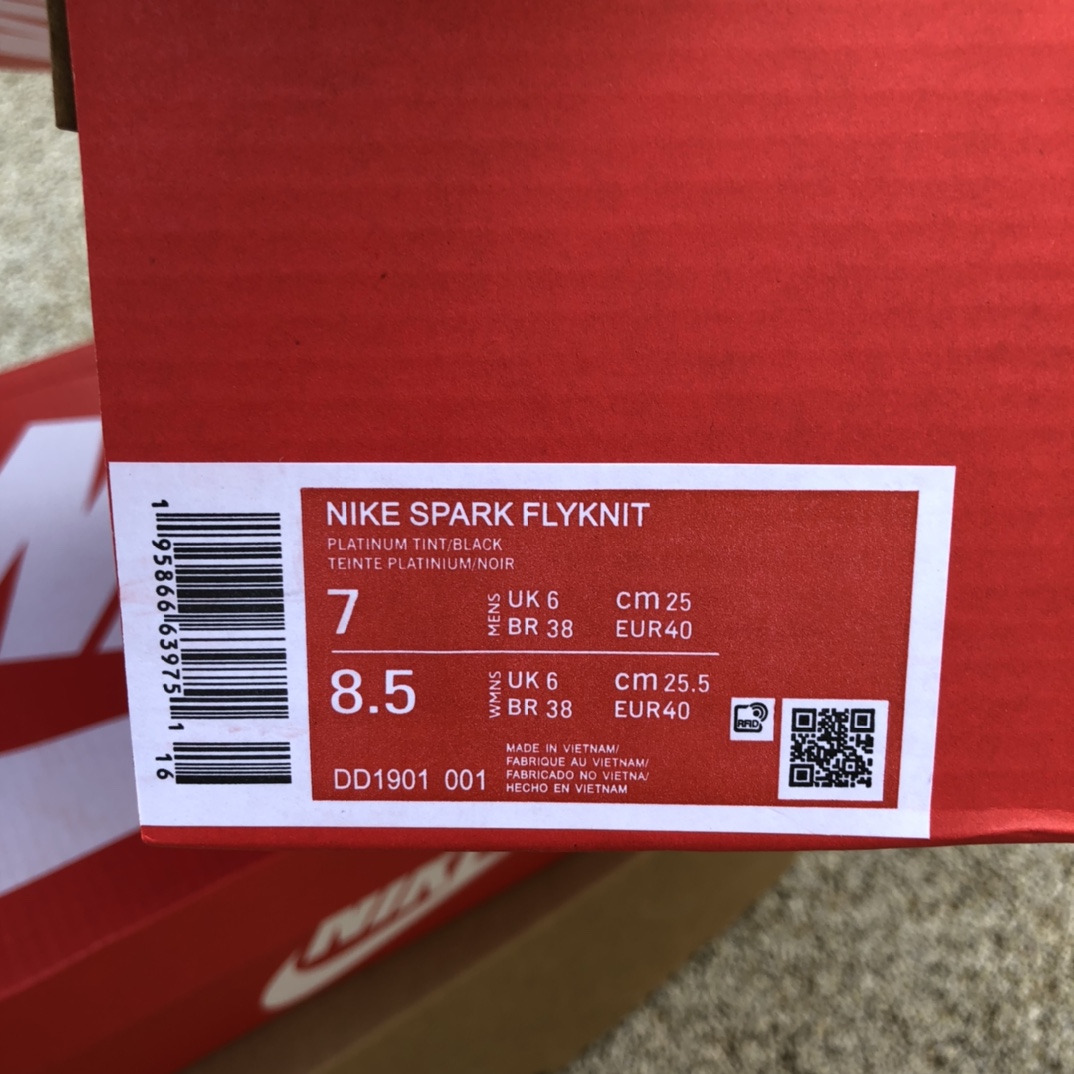 NIKE SPARK FLYKNIT
PLATINUM TINT/BLACK
TEINTE PLATINIUM/NOIR
7 MENS UK 6 cm 25
BR 38 EUR40
8.5 WMNS UK 6 cm 25.5
BR 38 EUR40
RFID
DD1901 001
MADE IN VIETNAM/
FABRIQUE AU VIETNAM/
FABRICADO NO VIETNA/
HECHO EN VIETNAM
1 95866 63975 1 16
NIKE